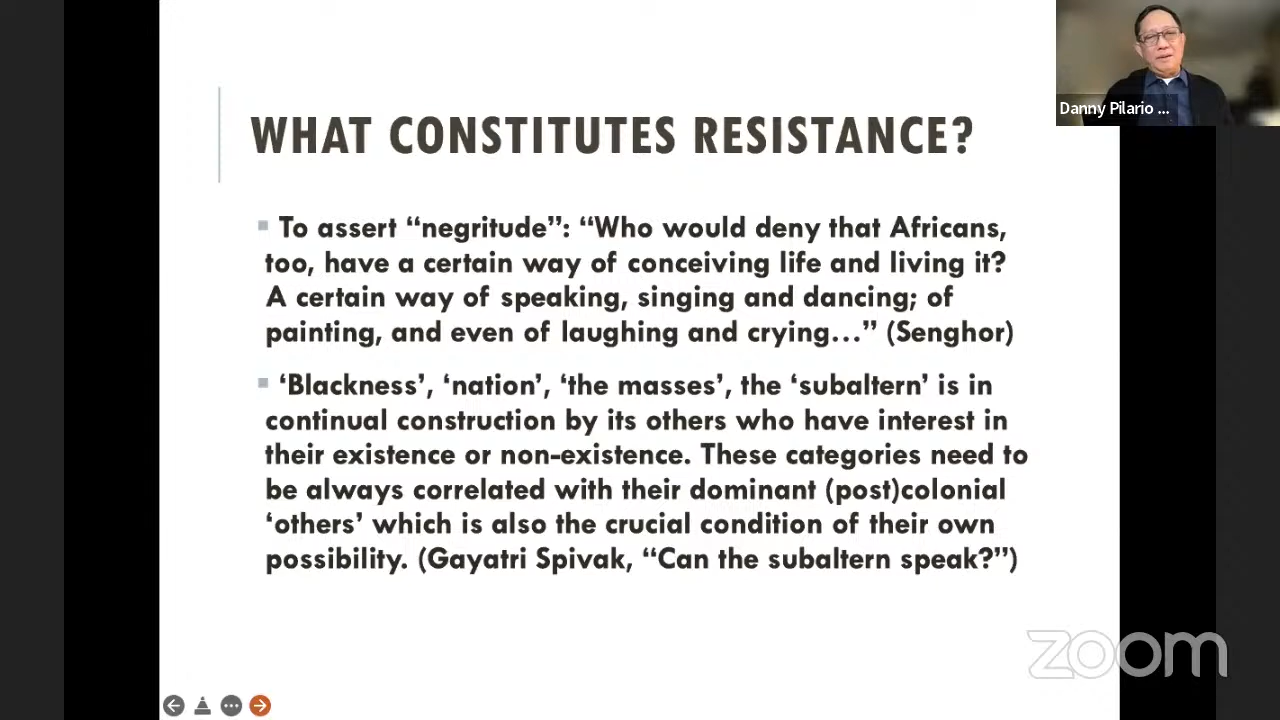 Danny Pilario ...
WHAT CONSTITUTES RESISTANCE?
To assert “negritude”: “Who would deny that Africans,
too, have a certain way of conceiving life and living it?
A certain way of speaking, singing and dancing; of
painting, and even of laughing and crying…” (Senghor)
‘Blackness’, ‘nation’, ‘the masses’, the ‘subaltern’ is in
continual construction by its others who have interest in
their existence or non-existence. These categories need to
be always correlated with their dominant (post)colonial
‘others’ which is also the crucial condition of their own
possibility. (Gayatri Spivak, “Can the subaltern speak?”)
zoom